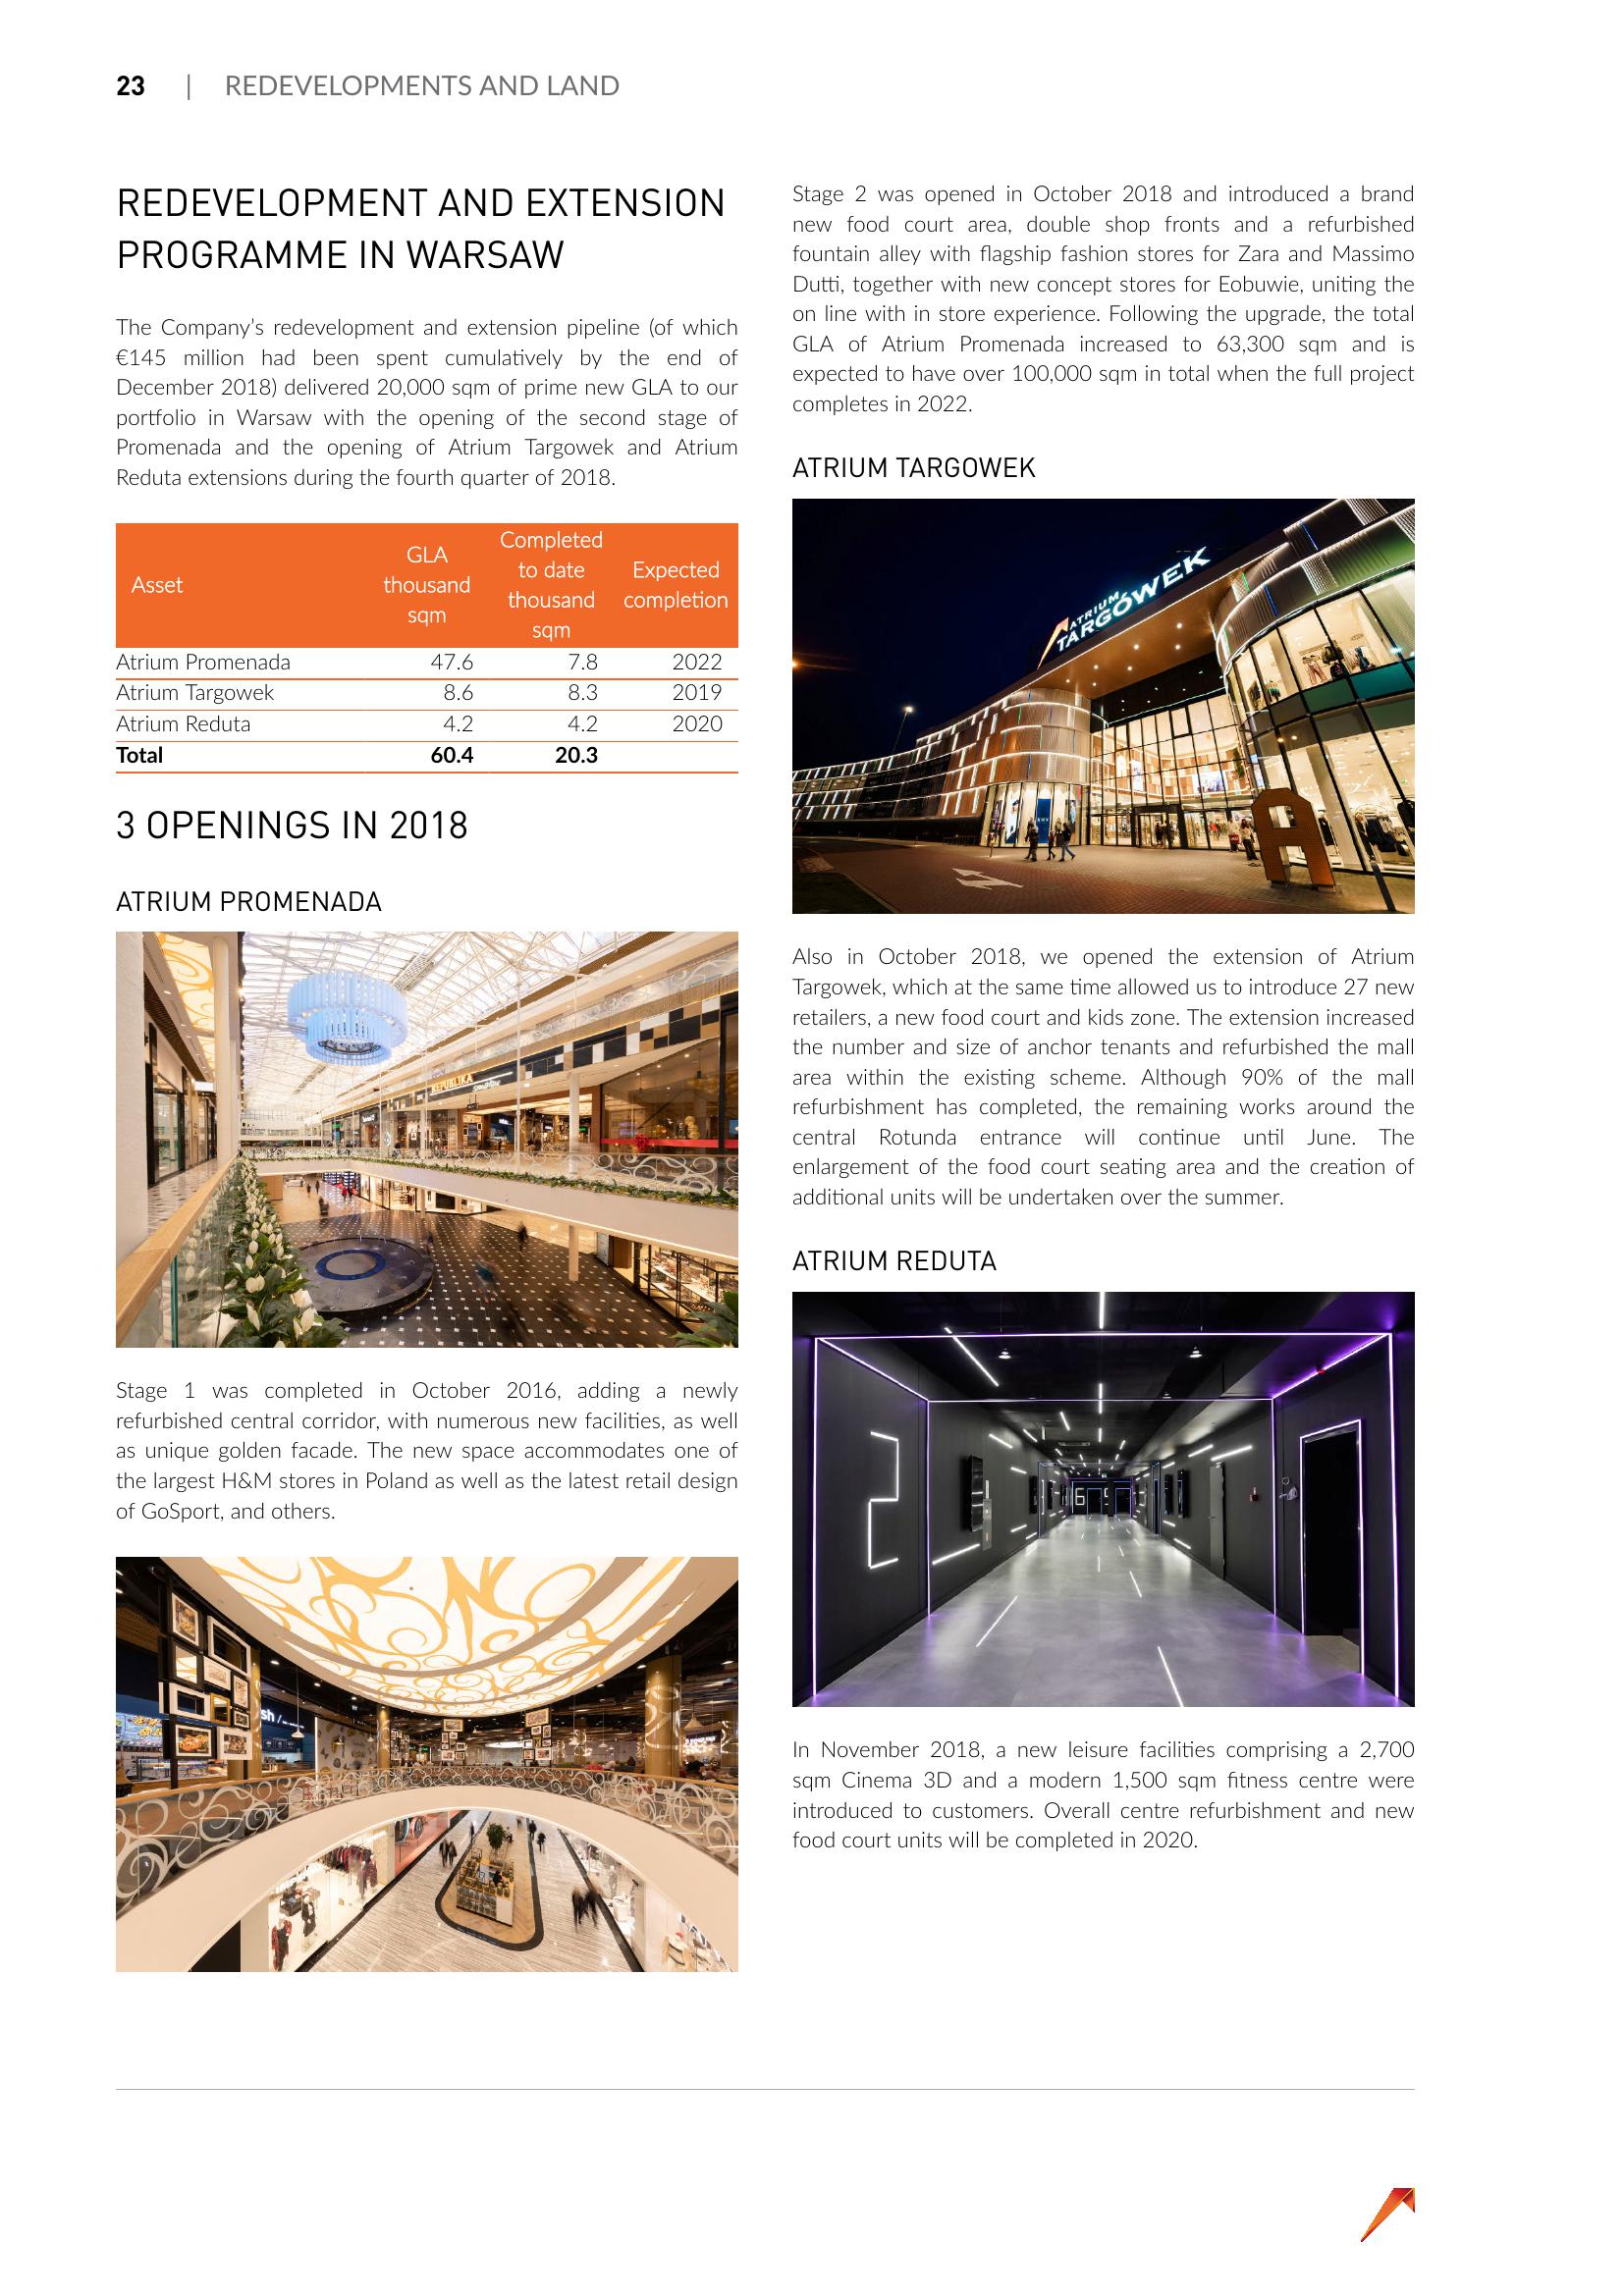 23 | REDEVELOPMENTS AND LAND
REDEVELOPMENT AND EXTENSION
PROGRAMME IN WARSAW
The Company's redevelopment and extension pipeline (of which
€145 million had been spent cumulatively by the end of
December 2018) delivered 20,000 sqm of prime new GLA to our
portfolio in Warsaw with the opening of the second stage of
Promenada and the opening of Atrium Targowek and Atrium
Reduta extensions during the fourth quarter of 2018.
Asset GLA thousand sqm Completed to date thousand sqm Expected completion
Atrium Promenada 47.6 7.8 2022
Atrium Targowek 8.6 8.3 2019
Atrium Reduta 4.2 4.2 2020
Total 60.4 20.3
3 OPENINGS IN 2018
ATRIUM PROMENADA
REPUBLIKA
Stage 1 was completed in October 2016, adding a newly
refurbished central corridor, with numerous new facilities, as well
as unique golden facade. The new space accommodates one of
the largest H&M stores in Poland as well as the latest retail design
of GoSport, and others.
Stage 2 was opened in October 2018 and introduced a brand
new food court area, double shop fronts and a refurbished
fountain alley with flagship fashion stores for Zara and Massimo
Dutti, together with new concept stores for Eobuwie, uniting the
on line with in store experience. Following the upgrade, the total
GLA of Atrium Promenada increased to 63,300 sqm and is
expected to have over 100,000 sqm in total when the full project
completes in 2022.
ATRIUM TARGOWEK
ATRIUM
TARGÓWEK
A
Also in October 2018, we opened the extension of Atrium
Targowek, which at the same time allowed us to introduce 27 new
retailers, a new food court and kids zone. The extension increased
the number and size of anchor tenants and refurbished the mall
area within the existing scheme. Although 90% of the mall
refurbishment has completed, the remaining works around the
central Rotunda entrance will continue until June. The
enlargement of the food court seating area and the creation of
additional units will be undertaken over the summer.
ATRIUM REDUTA
2
6
In November 2018, a new leisure facilities comprising a 2,700
sqm Cinema 3D and a modern 1,500 sqm fitness centre were
introduced to customers. Overall centre refurbishment and new
food court units will be completed in 2020.